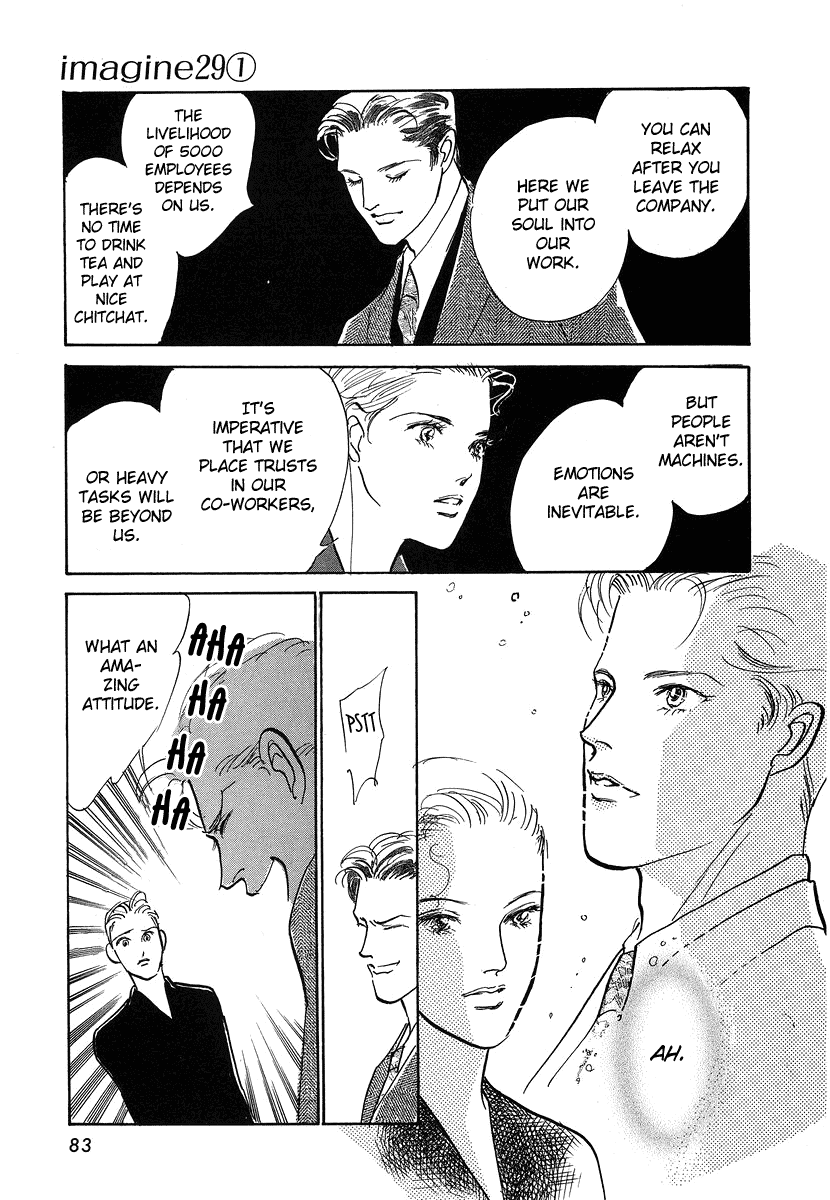 imagine29①
YOU CAN
RELAX
AFTER YOU
LEAVE THE
COMPANY.
HERE WE
PUT OUR
SOUL INTO
OUR
WORK.
THE
LIVELIHOOD
OF 5000
EMPLOYEES
DEPENDS
ON US.
THERE'S
NO TIME
TO DRINK
TEA AND
PLAY AT
NICE
CHITCHAT.
BUT
PEOPLE
AREN'T
MACHINES.
EMOTIONS
ARE
INEVITABLE.
IT'S
IMPERATIVE
THAT WE
PLACE TRUSTS
IN OUR
CO-WORKERS,
OR HEAVY
TASKS WILL
BE BEYOND
US.
AH.
PSTT
AHA
HA
HA
HA
WHAT AN
AMA-
ZING
ATTITUDE.
83